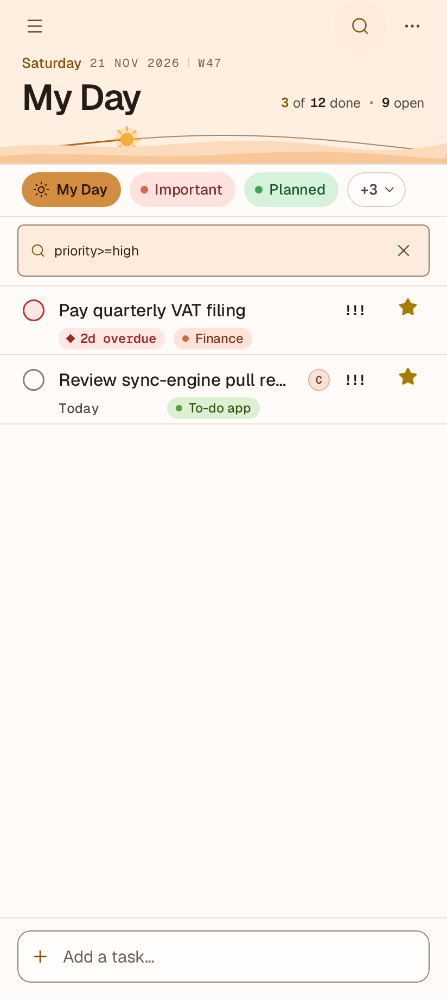 Saturday 21 NOV 2026 | W47
My Day
3 of 12 done • 9 open
My Day
Important
Planned
+3
priority>=high
Pay quarterly VAT filing
!!!
2d overdue
Finance
Review sync-engine pull re…
C
!!!
Today
To-do app
Add a task…